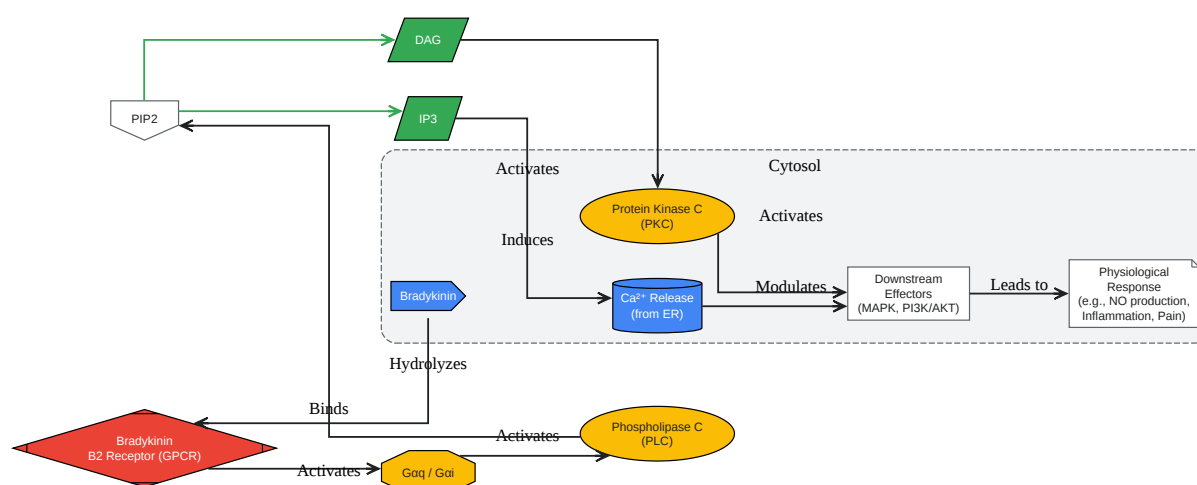 DAG
PIP2
IP3
Cytosol
Activates
Protein Kinase C
(PKC)
Activates
Induces
Bradykinin
Ca²⁺ Release
(from ER)
Modulates
Downstream
Effectors
(MAPK, PI3K/AKT)
Leads to
Physiological
Response
(e.g., NO production,
Inflammation, Pain)
Hydrolyzes
Binds
Bradykinin
B2 Receptor (GPCR)
Activates
Gαq / Gαi
Activates
Phospholipase C
(PLC)